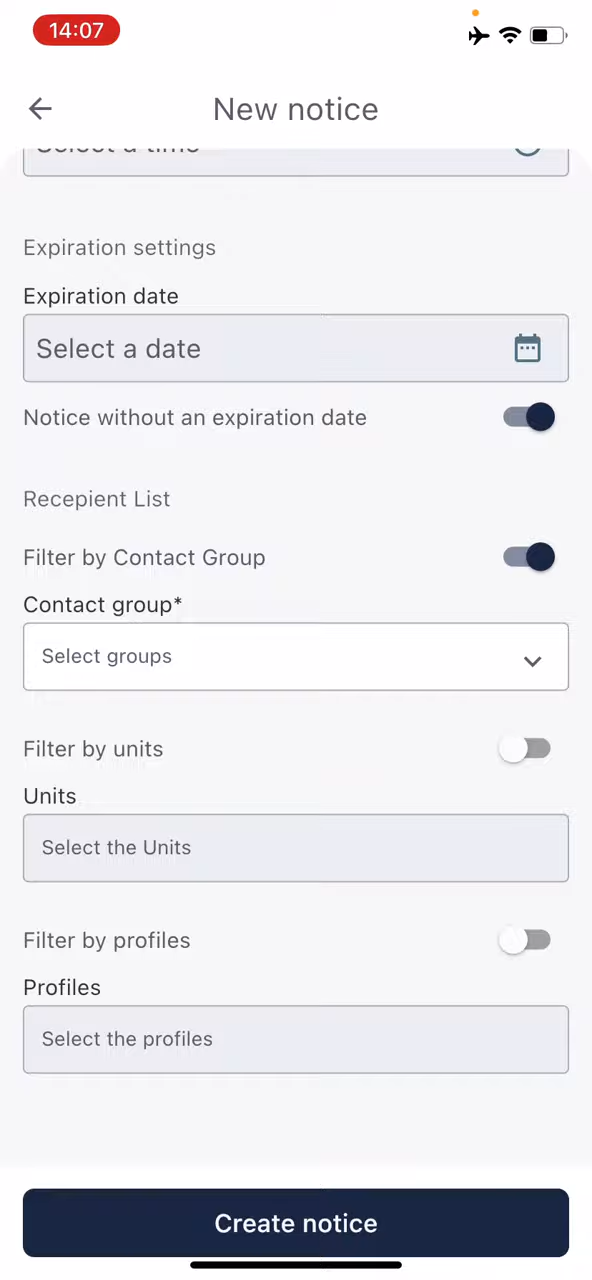 14:07
New notice
Select a time
Expiration settings
Expiration date
Select a date
Notice without an expiration date
Recepient List
Filter by Contact Group
Contact group*
Select groups
Filter by units
Units
Select the Units
Filter by profiles
Profiles
Select the profiles
Create notice